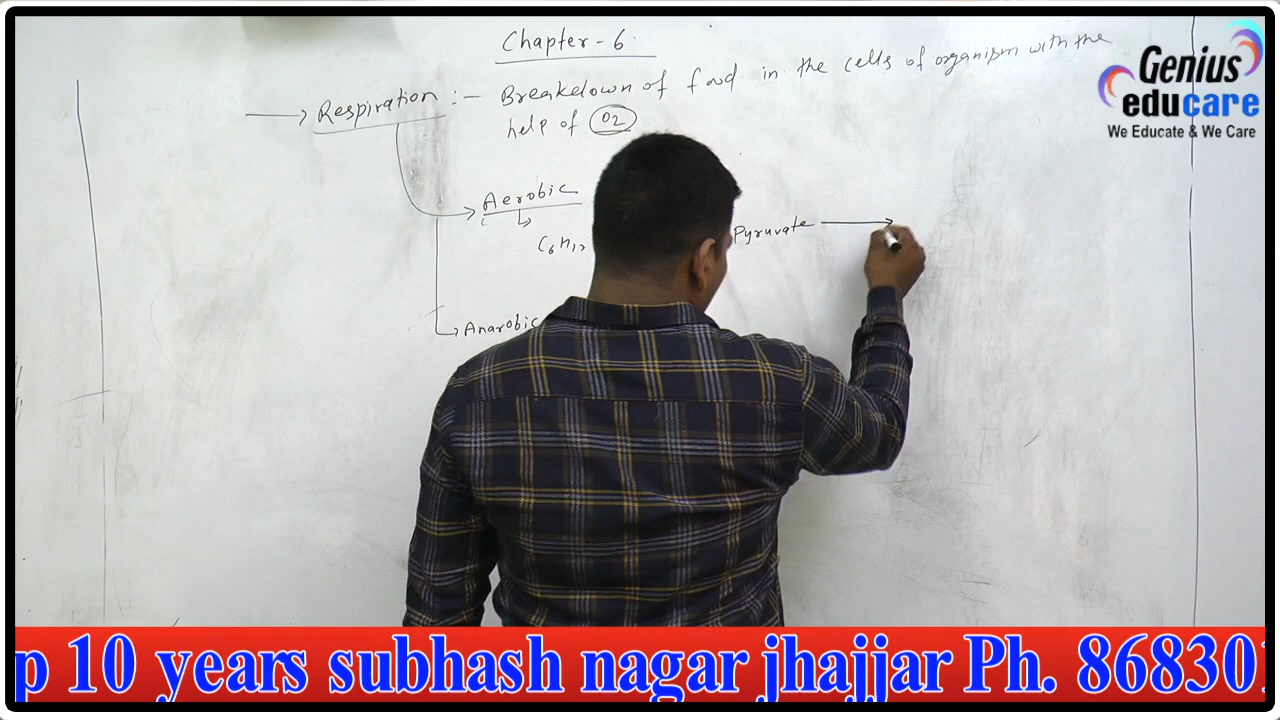 Chapter - 6
Respiration :- Breakdown of food in the cells of organism with the
help of O2
Aerobic
C6H12
Pyruvate
Anarobic
Genius
educare
We Educate & We Care
p 10 years subhash nagar jhajjar Ph. 86830